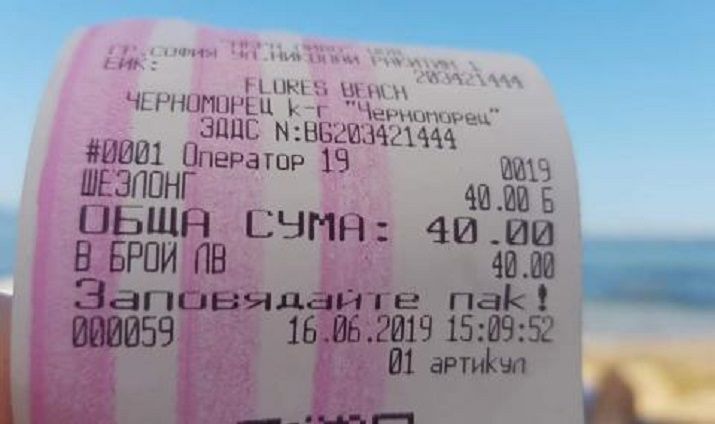 ГР.СОФИЯ УЛ.НИКОЛАЙ РАКИТИН 1
ЕИК: 203421444
FLORES BEACH
ЧЕРНОМОРЕЦ к-г "Черноморец"
ЗДДС N:BG203421444
#0001 Оператор 19 0019
ШЕЗЛОНГ 40.00 Б
ОБЩА СУМА: 40.00
В БРОЙ ЛВ 40.00
Заповядайте пак!
000059 16.06.2019 15:09:52
01 артикул